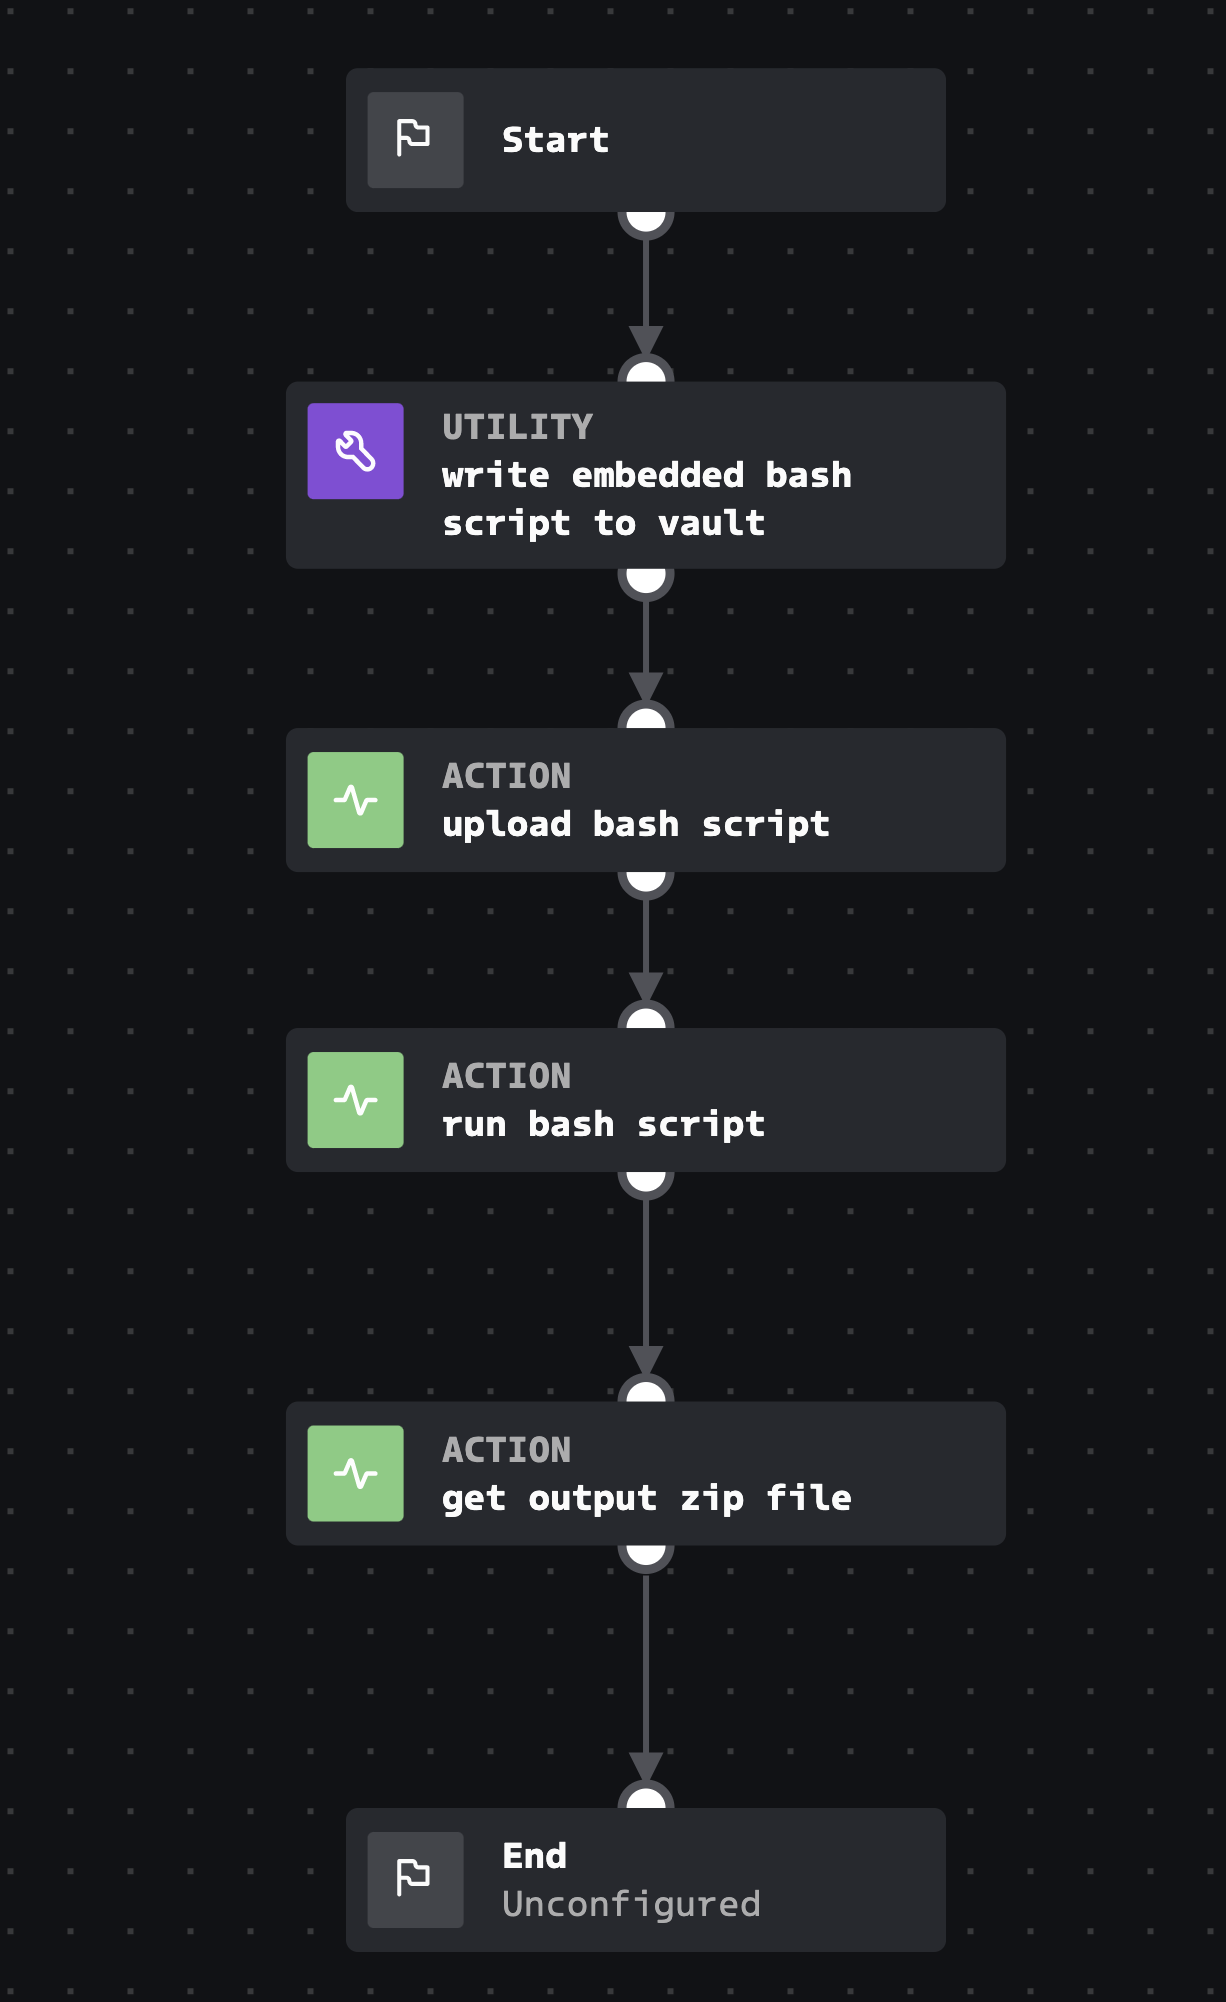 Start
UTILITY
write embedded bash
script to vault
ACTION
upload bash script
ACTION
run bash script
ACTION
get output zip file
End
Unconfigured